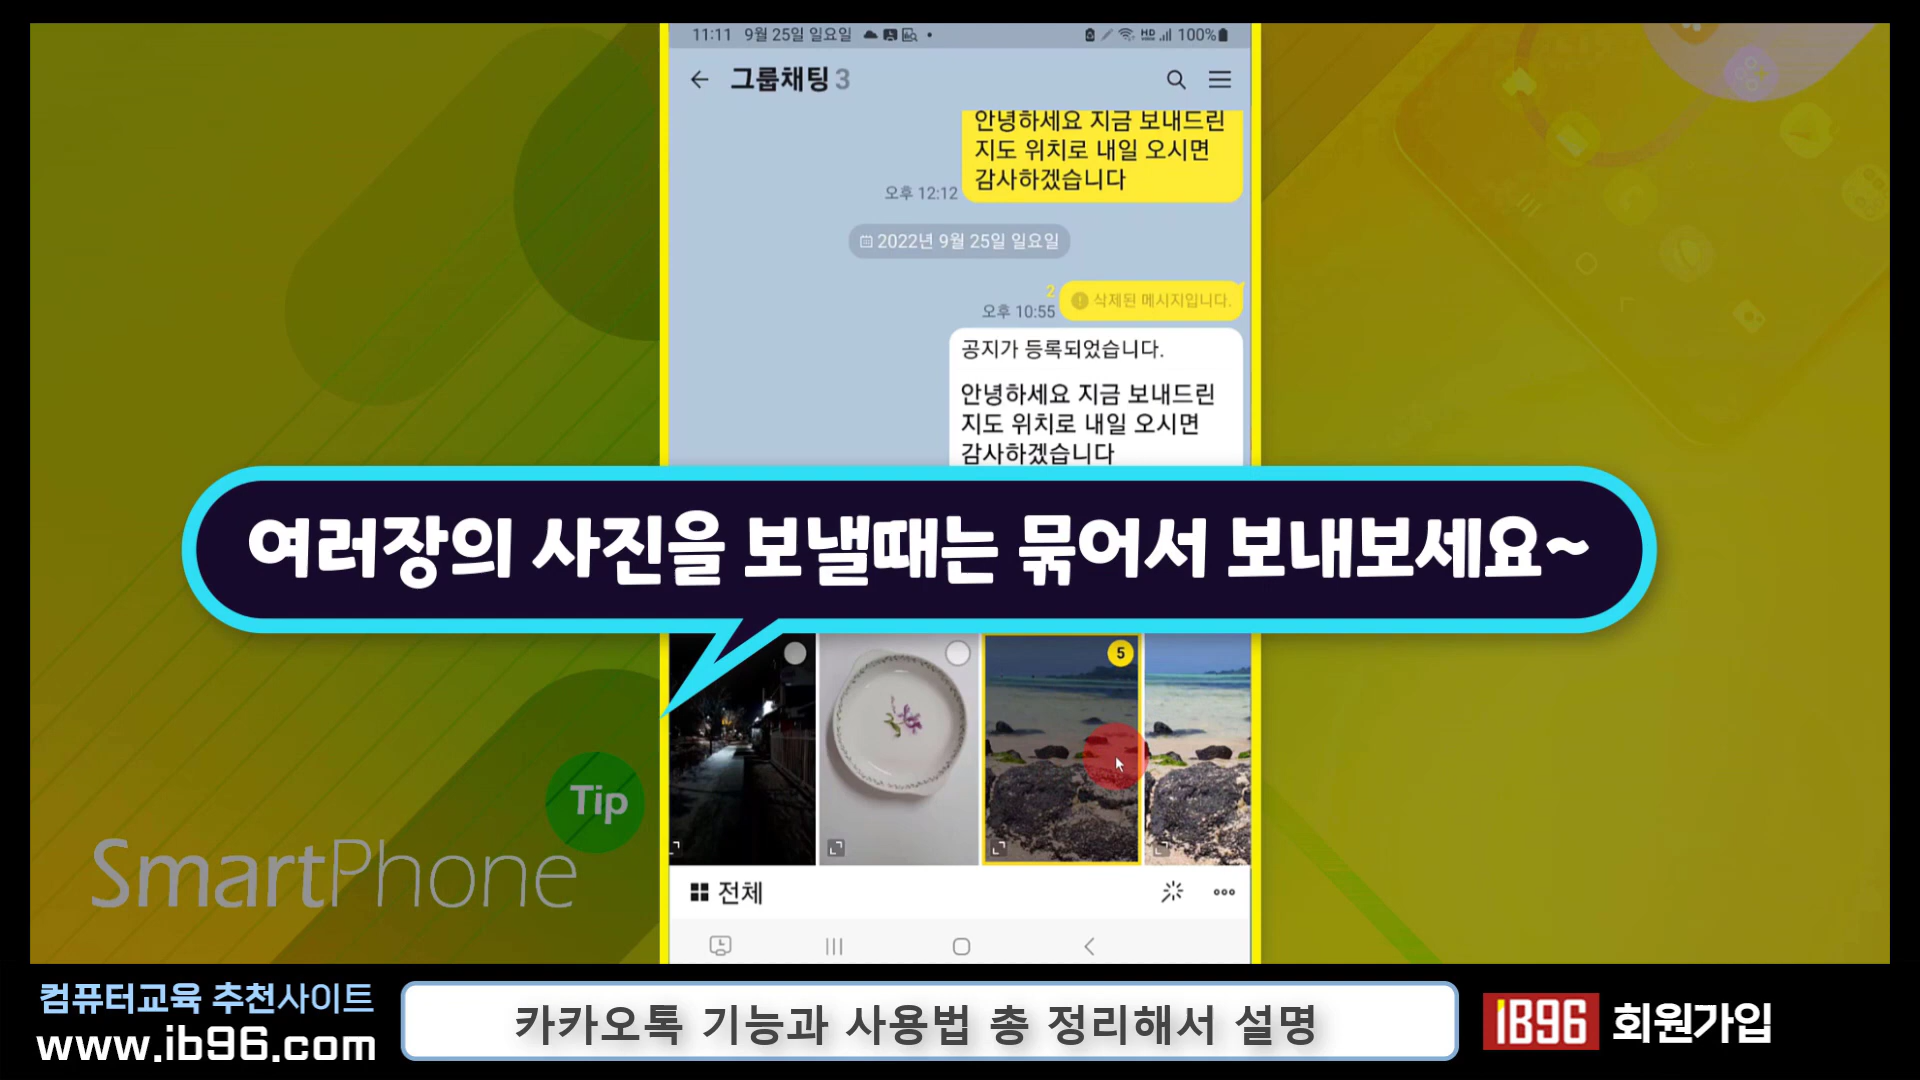 11:11 9월 25일 일요일
HD 100%
그룹채팅 3
안녕하세요 지금 보내드린
지도 위치로 내일 오시면
감사하겠습니다
오후 12:12
2022년 9월 25일 일요일
2
삭제된 메시지입니다.
오후 10:55
공지가 등록되었습니다.
안녕하세요 지금 보내드린
지도 위치로 내일 오시면
감사하겠습니다
여러장의 사진을 보낼때는 묶어서 보내보세요~
5
Tip
SmartPhone
전체
컴퓨터교육 추천사이트
www.ib96.com
카카오톡 기능과 사용법 총 정리해서 설명
IB96 회원가입